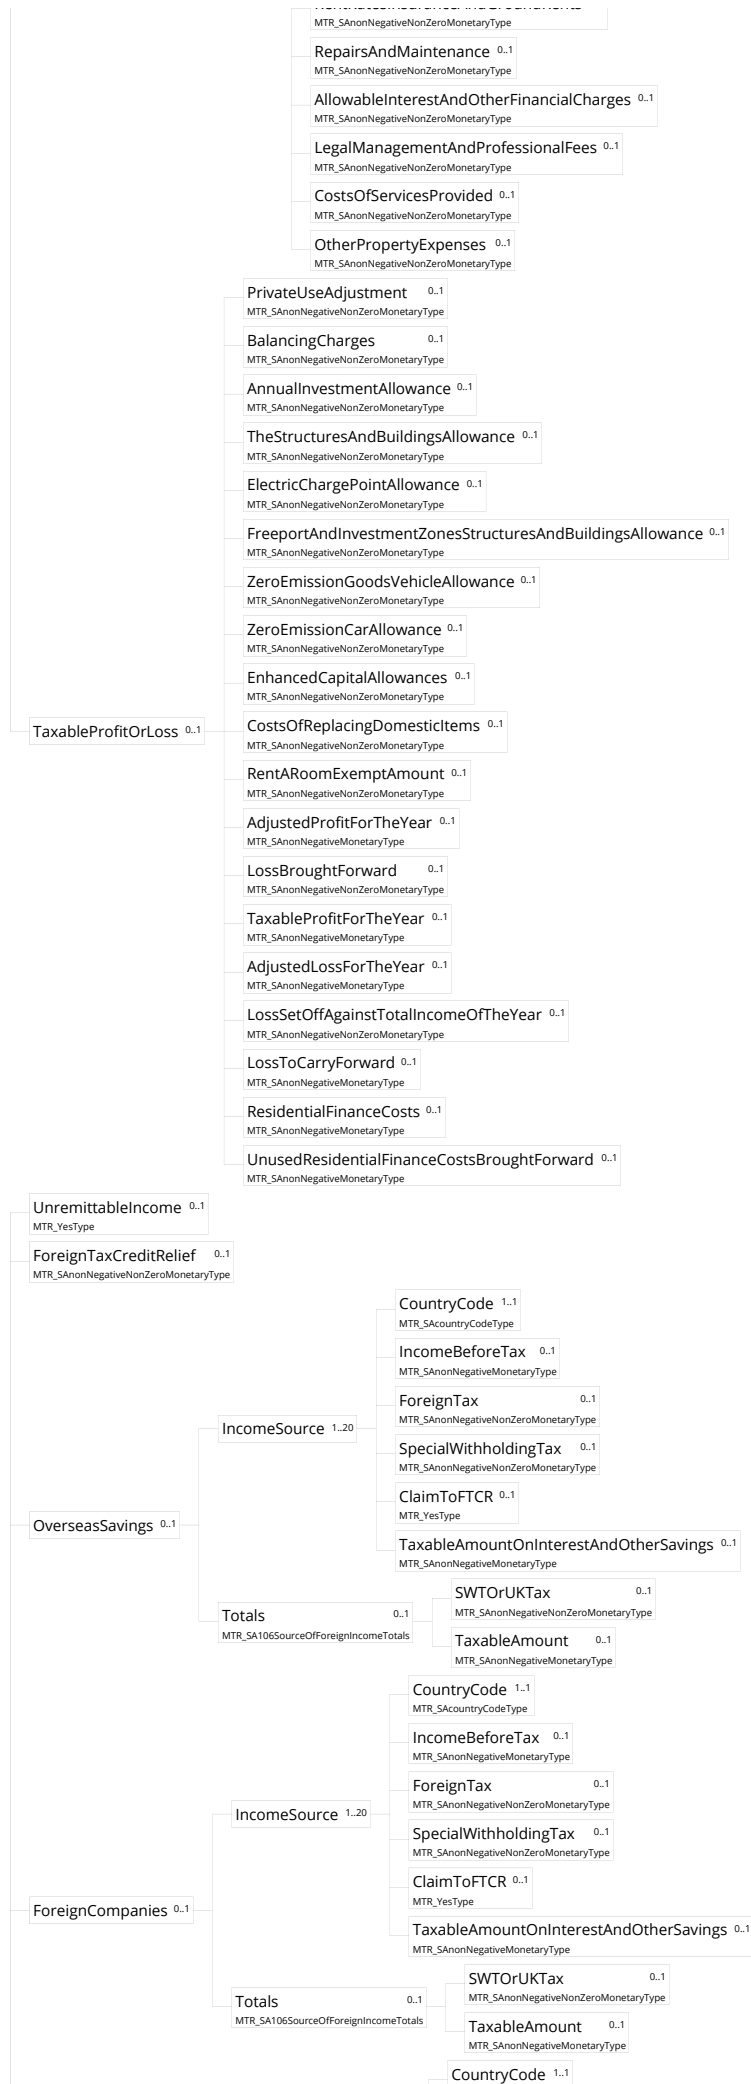 MTR_SAnonNegativeNonZeroMonetaryType
RepairsAndMaintenance 0..1
MTR_SAnonNegativeNonZeroMonetaryType
AllowableInterestAndOtherFinancialCharges 0..1
MTR_SAnonNegativeNonZeroMonetaryType
LegalManagementAndProfessionalFees 0..1
MTR_SAnonNegativeNonZeroMonetaryType
CostsOfServicesProvided 0..1
MTR_SAnonNegativeNonZeroMonetaryType
OtherPropertyExpenses 0..1
MTR_SAnonNegativeNonZeroMonetaryType
PrivateUseAdjustment 0..1
MTR_SAnonNegativeNonZeroMonetaryType
BalancingCharges 0..1
MTR_SAnonNegativeNonZeroMonetaryType
AnnualInvestmentAllowance 0..1
MTR_SAnonNegativeNonZeroMonetaryType
TheStructuresAndBuildingsAllowance 0..1
MTR_SAnonNegativeNonZeroMonetaryType
ElectricChargePointAllowance 0..1
MTR_SAnonNegativeNonZeroMonetaryType
FreeportAndInvestmentZonesStructuresAndBuildingsAllowance 0..1
MTR_SAnonNegativeNonZeroMonetaryType
ZeroEmissionGoodsVehicleAllowance 0..1
MTR_SAnonNegativeNonZeroMonetaryType
ZeroEmissionCarAllowance 0..1
MTR_SAnonNegativeNonZeroMonetaryType
EnhancedCapitalAllowances 0..1
MTR_SAnonNegativeNonZeroMonetaryType
TaxableProfitOrLoss 0..1
CostsOfReplacingDomesticItems 0..1
MTR_SAnonNegativeNonZeroMonetaryType
RentARoomExemptAmount 0..1
MTR_SAnonNegativeNonZeroMonetaryType
AdjustedProfitForTheYear 0..1
MTR_SAnonNegativeMonetaryType
LossBroughtForward 0..1
MTR_SAnonNegativeNonZeroMonetaryType
TaxableProfitForTheYear 0..1
MTR_SAnonNegativeMonetaryType
AdjustedLossForTheYear 0..1
MTR_SAnonNegativeMonetaryType
LossSetOffAgainstTotalIncomeOfTheYear 0..1
MTR_SAnonNegativeNonZeroMonetaryType
LossToCarryForward 0..1
MTR_SAnonNegativeMonetaryType
ResidentialFinanceCosts 0..1
MTR_SAnonNegativeMonetaryType
UnusedResidentialFinanceCostsBroughtForward 0..1
MTR_SAnonNegativeMonetaryType
UnremittableIncome 0..1
MTR_YesType
ForeignTaxCreditRelief 0..1
MTR_SAnonNegativeNonZeroMonetaryType
CountryCode 1..1
MTR_SAcountryCodeType
IncomeBeforeTax 0..1
MTR_SAnonNegativeMonetaryType
ForeignTax 0..1
MTR_SAnonNegativeNonZeroMonetaryType
IncomeSource 1..20
SpecialWithholdingTax 0..1
MTR_SAnonNegativeNonZeroMonetaryType
ClaimToFTCR 0..1
MTR_YesType
OverseasSavings 0..1
TaxableAmountOnInterestAndOtherSavings 0..1
MTR_SAnonNegativeMonetaryType
SWTOrUKTax 0..1
MTR_SAnonNegativeNonZeroMonetaryType
Totals 0..1
MTR_SA106SourceOfForeignIncomeTotals
TaxableAmount 0..1
MTR_SAnonNegativeMonetaryType
CountryCode 1..1
MTR_SAcountryCodeType
IncomeBeforeTax 0..1
MTR_SAnonNegativeMonetaryType
ForeignTax 0..1
MTR_SAnonNegativeNonZeroMonetaryType
IncomeSource 1..20
SpecialWithholdingTax 0..1
MTR_SAnonNegativeNonZeroMonetaryType
ClaimToFTCR 0..1
MTR_YesType
ForeignCompanies 0..1
TaxableAmountOnInterestAndOtherSavings 0..1
MTR_SAnonNegativeMonetaryType
SWTOrUKTax 0..1
MTR_SAnonNegativeNonZeroMonetaryType
Totals 0..1
MTR_SA106SourceOfForeignIncomeTotals
TaxableAmount 0..1
MTR_SAnonNegativeMonetaryType
CountryCode 1..1